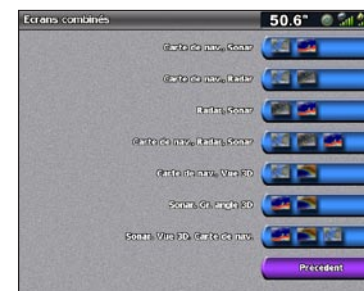 Ecrans combinés
50.6°
Carte de nav., Sonar
Carte de nav., Radar
Radar, Sonar
Carte de nav., Radar, Sonar
Carte de nav., Vue 3D
Sonar, Gr. angle 3D
Sonar, Vue 3D, Carte de nav.
Précédent